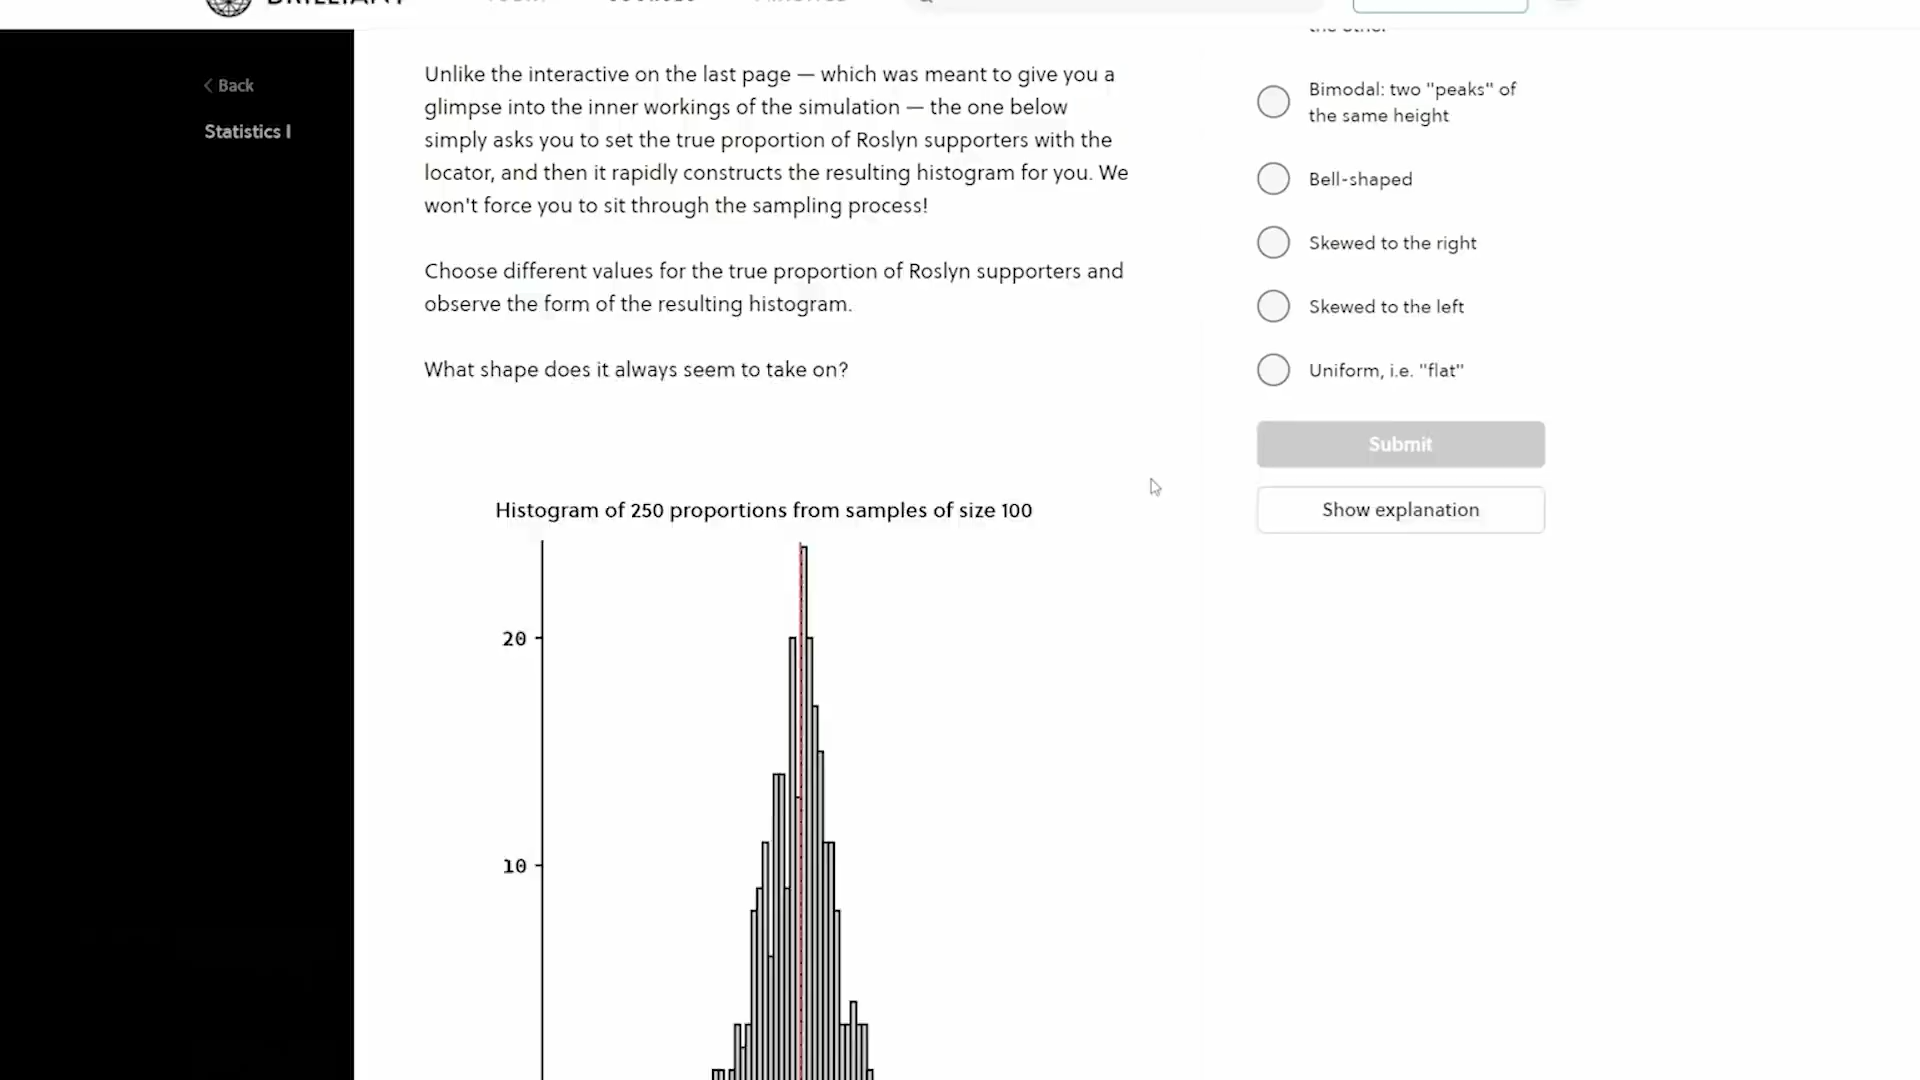 BRILLIANT
COURSES
the other
Back
Statistics I
Unlike the interactive on the last page — which was meant to give you a
glimpse into the inner workings of the simulation — the one below
simply asks you to set the true proportion of Roslyn supporters with the
locator, and then it rapidly constructs the resulting histogram for you. We
won't force you to sit through the sampling process!
Choose different values for the true proportion of Roslyn supporters and
observe the form of the resulting histogram.
What shape does it always seem to take on?
Bimodal: two "peaks" of
the same height
Bell-shaped
Skewed to the right
Skewed to the left
Uniform, i.e. "flat"
Submit
Show explanation
Histogram of 250 proportions from samples of size 100
20
10